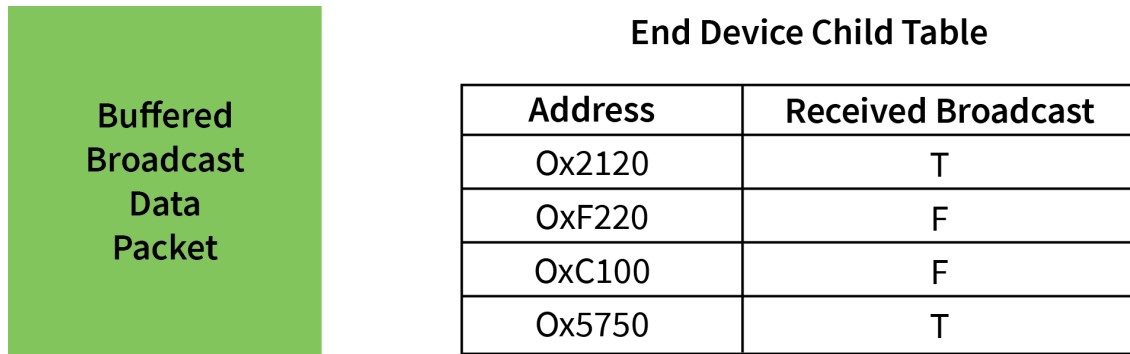 Buffered
Broadcast
Data
Packet
End Device Child Table
Address Received Broadcast
Ox2120 T
OxF220 F
OxC100 F
Ox5750 T